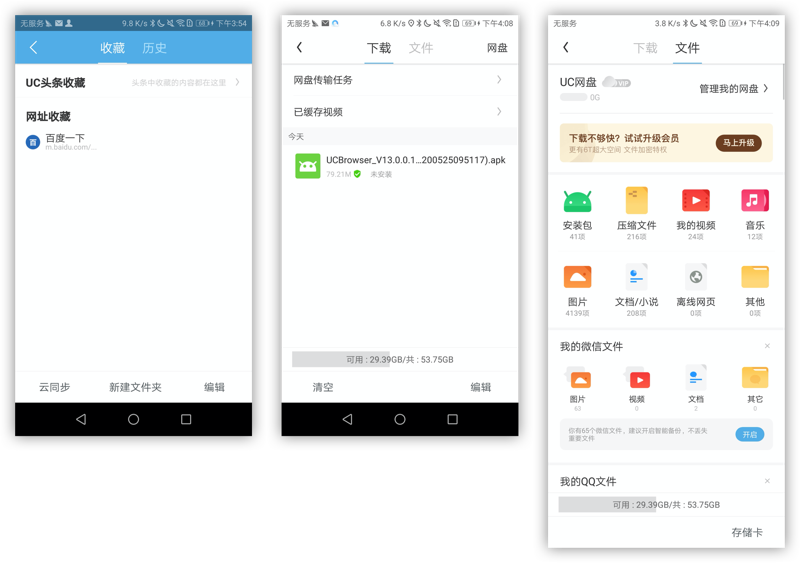 无服务 9.8 K/s 68 下午3:54
收藏 历史
UC头条收藏 头条中收藏的内容都在这里
网址收藏
百 百度一下
m.baidu.com/...
云同步 新建文件夹 编辑
无服务 6.8 K/s 69 下午4:08
下载 文件 网盘
网盘传输任务
已缓存视频
今天
UCBrowser_V13.0.0.1...200525095117).apk
79.21M 未安装
可用：29.39GB/共：53.75GB
清空 编辑
无服务 3.8 K/s 69 下午4:09
下载 文件
UC网盘 VIP
0G
管理我的网盘
下载不够快？试试升级会员
更有6T超大空间 文件加密特权
马上升级
安装包 压缩文件 我的视频 音乐
41项 216项 24项 12项
图片 文档/小说 离线网页 其他
4139项 208项 0项 0项
我的微信文件
图片 视频 文档 其它
63 0 2 0
你有65个微信文件，建议开启智能备份，不丢失
重要文件
开启
我的QQ文件
可用：29.39GB/共：53.75GB
存储卡